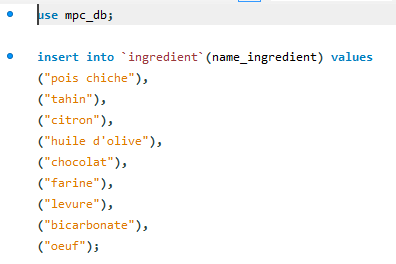 use mpc_db;
insert into `ingredient`(name_ingredient) values
("pois chiche"),
("tahin"),
("citron"),
("huile d'olive"),
("chocolat"),
("farine"),
("levure"),
("bicarbonate"),
("oeuf");